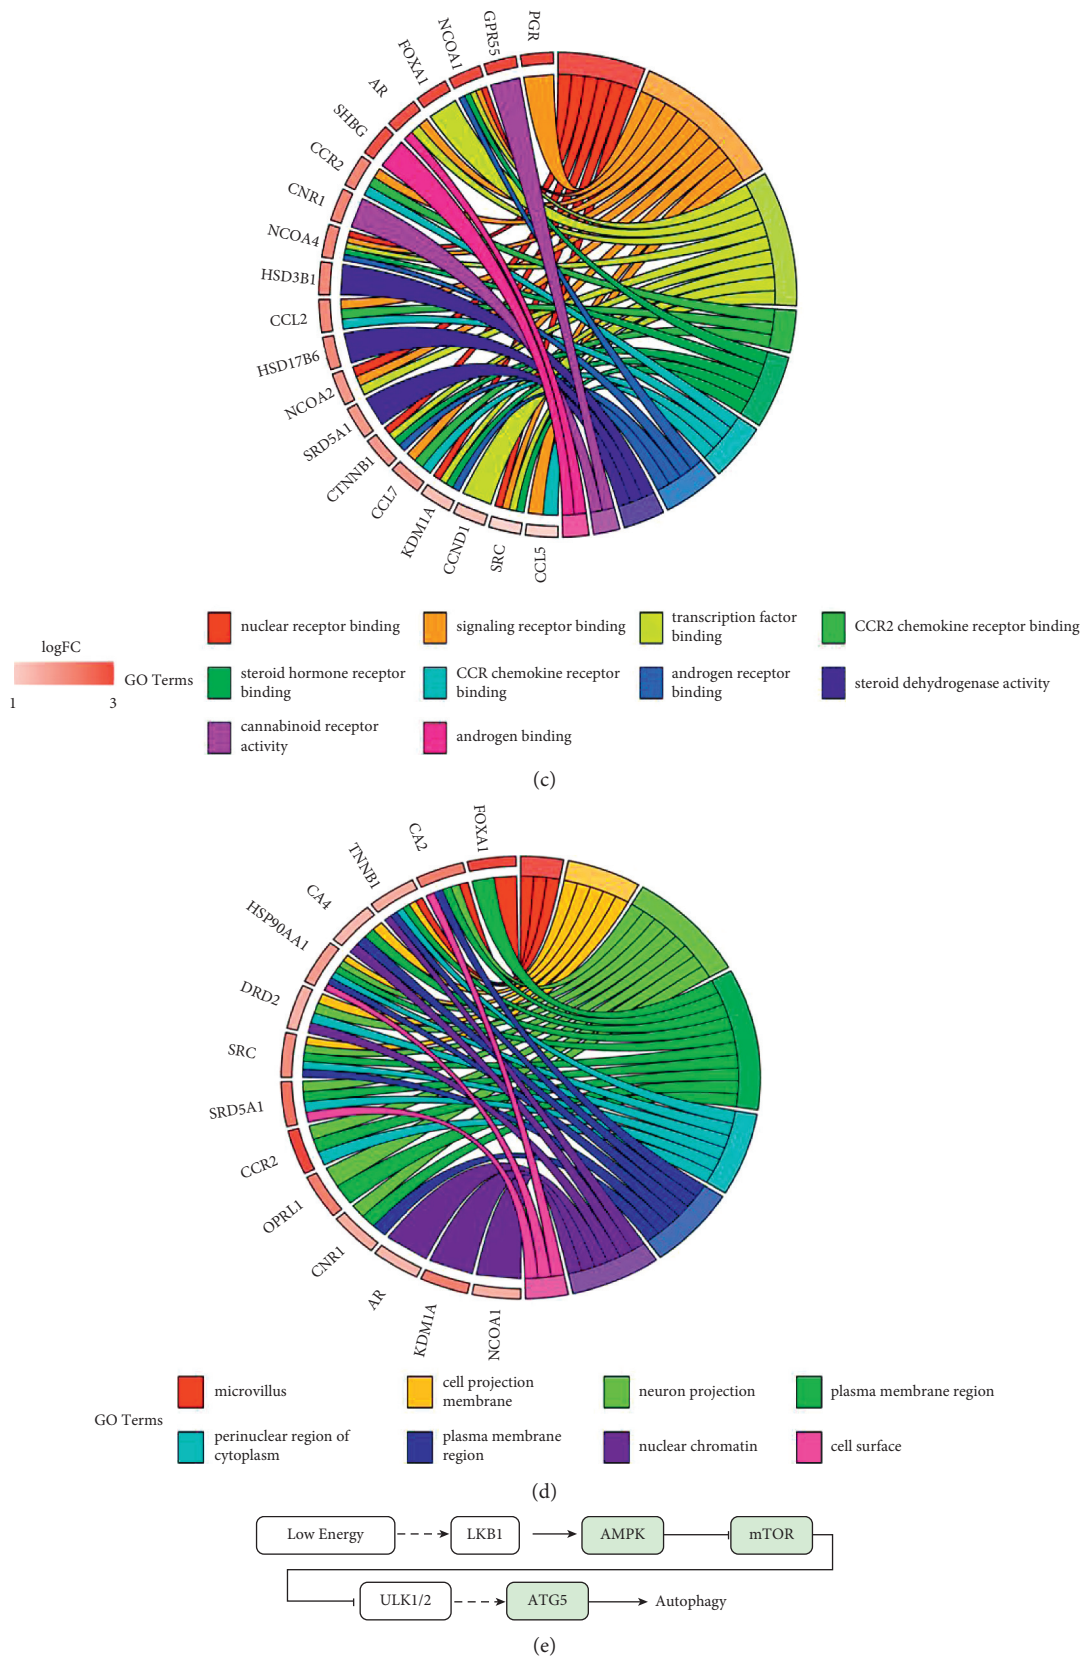 PGR
GPR55
NCOA1
FOXA1
AR
SHBG
CCR2
CNR1
NCOA4
HSD3B1
CCL2
HSD17B6
NCOA2
SRD5A1
CTNNB1
CCL7
KDM1A
CCND1
SRC
CCL5
logFC
1 3
GO Terms
nuclear receptor binding
signaling receptor binding
transcription factor
binding
CCR2 chemokine receptor binding
steroid hormone receptor
binding
CCR chemokine receptor
binding
androgen receptor
binding
steroid dehydrogenase activity
cannabinoid receptor
activity
androgen binding
(c)
FOXA1
CA2
TNNB1
CA4
HSP90AA1
DRD2
SRC
SRD5A1
CCR2
OPRL1
CNR1
AR
KDM1A
NCOA1
GO Terms
microvillus
cell projection
membrane
neuron projection
plasma membrane region
perinuclear region of
cytoplasm
plasma membrane
region
nuclear chromatin
cell surface
(d)
Low Energy LKB1 AMPK mTOR
ULK1/2 ATG5 Autophagy
(e)